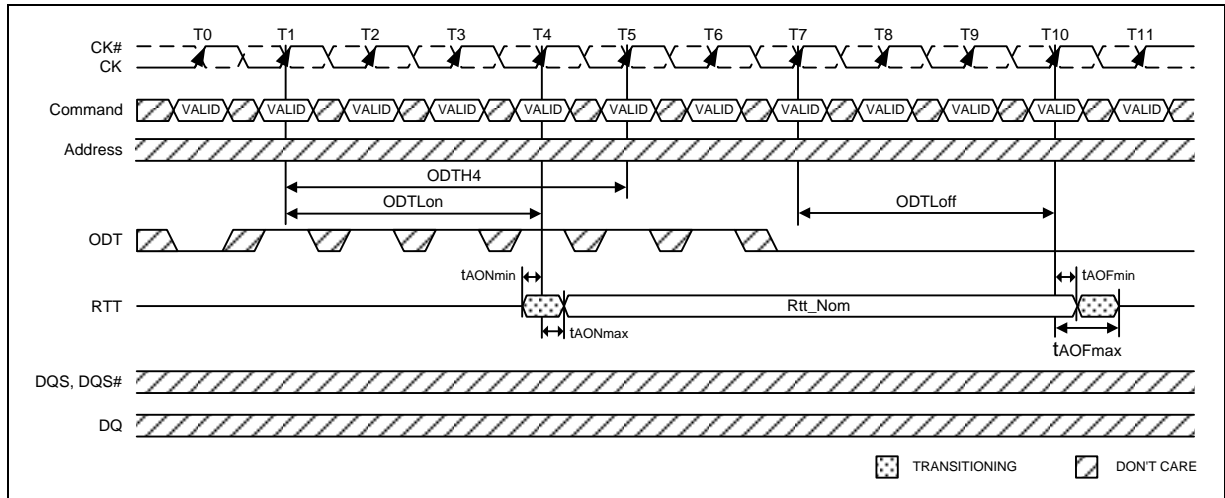 T0 T1 T2 T3 T4 T5 T6 T7 T8 T9 T10 T11
CK#
CK
Command VALID VALID VALID VALID VALID VALID VALID VALID VALID VALID VALID VALID
Address
ODTH4
ODTLon ODTLoff
ODT
tAONmin tAOFmin
RTT Rtt_Nom
tAONmax
tAOFmax
DQS, DQS#
DQ
TRANSITIONING DON'T CARE